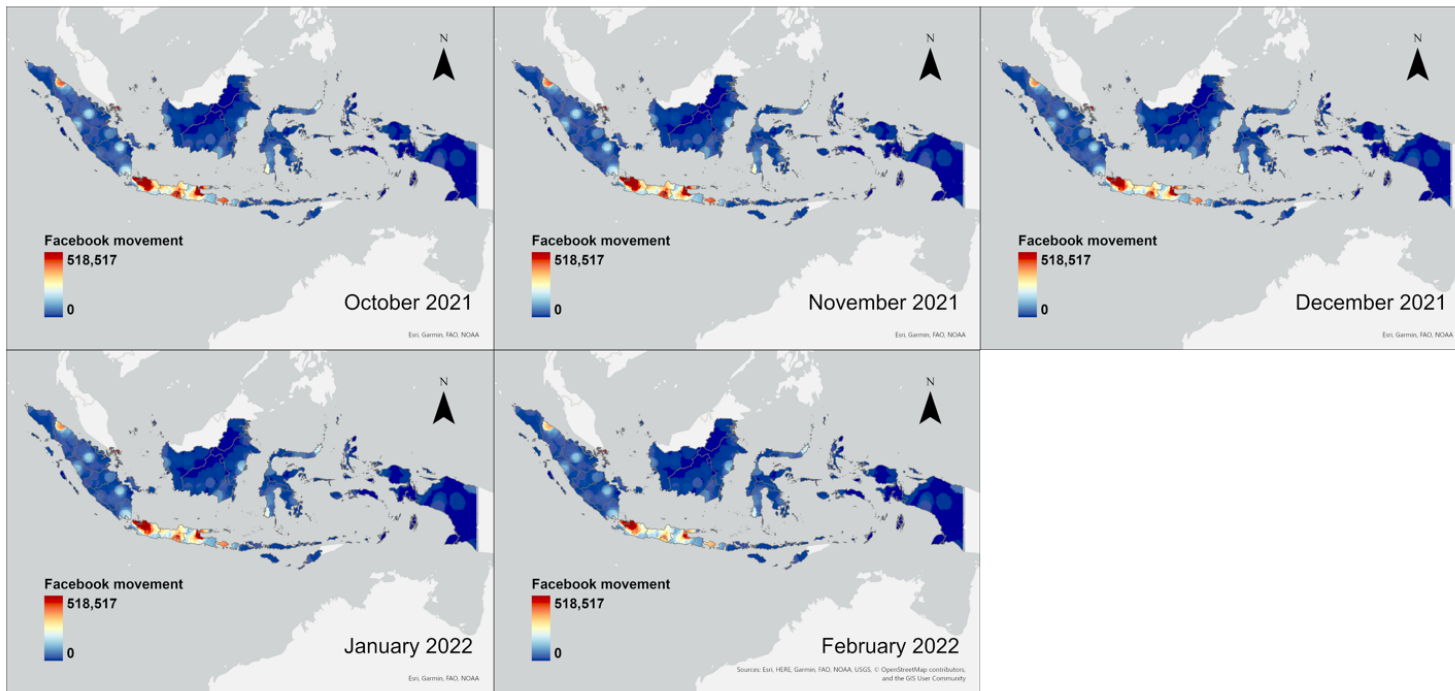 N
Facebook movement
518,517
0
October 2021
Esri, Garmin, FAO, NOAA
N
Facebook movement
518,517
0
November 2021
Esri, Garmin, FAO, NOAA
N
Facebook movement
518,517
0
December 2021
Esri, Garmin, FAO, NOAA
N
Facebook movement
518,517
0
January 2022
Esri, Garmin, FAO, NOAA
N
Facebook movement
518,517
0
February 2022
Sources: Esri, HERE, Garmin, FAO, NOAA, USGS, © OpenStreetMap contributors,
and the GIS User Community